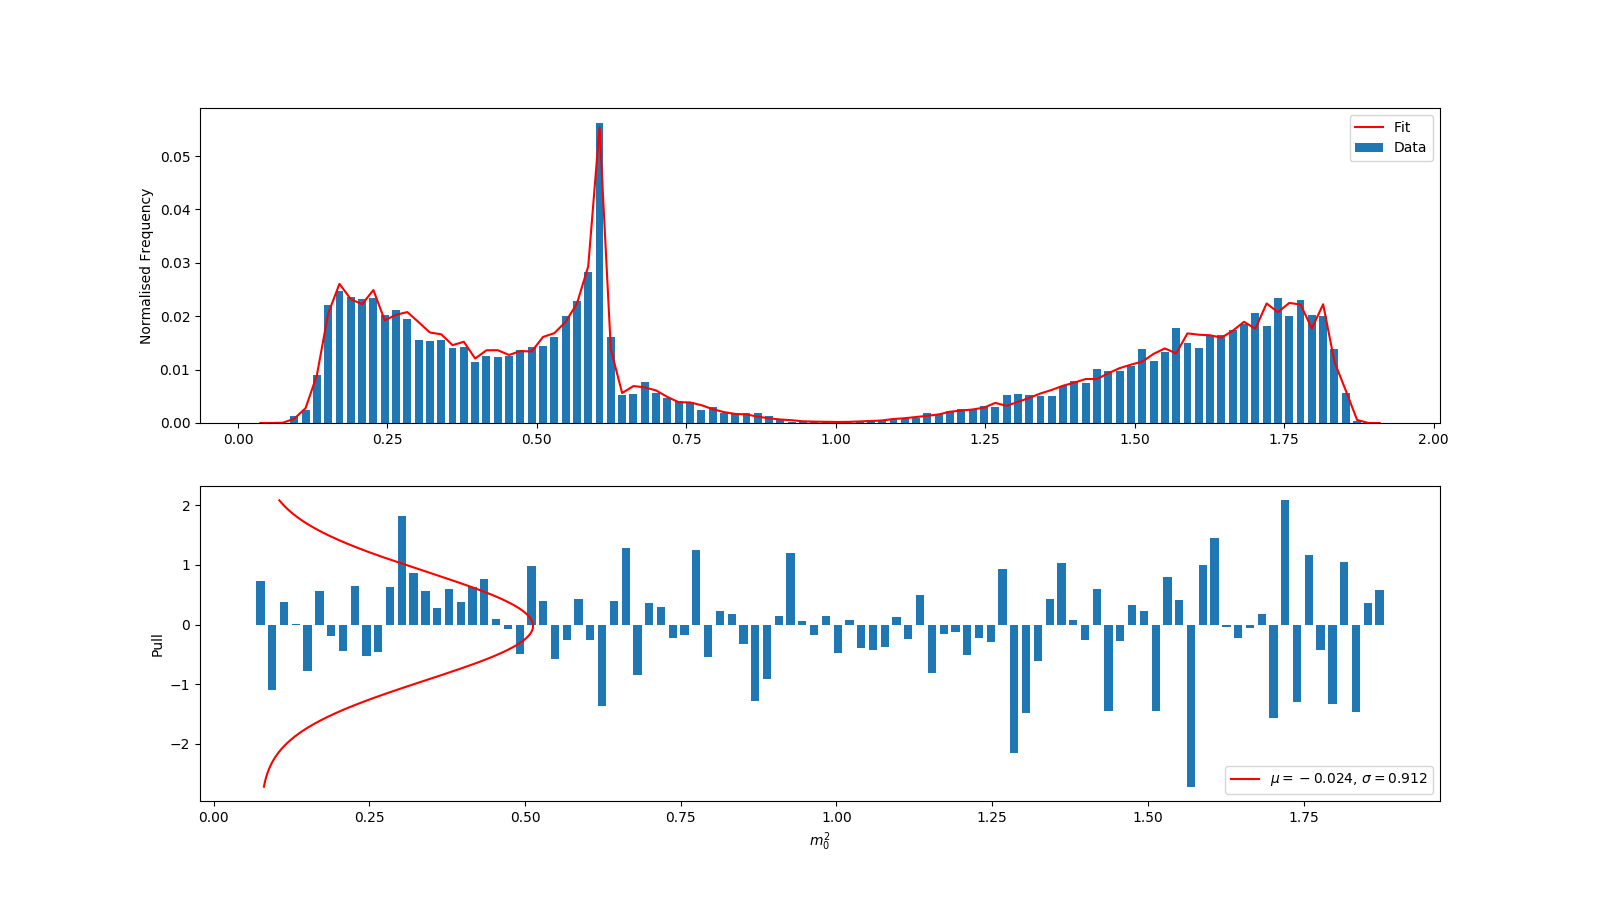 Normalised Frequency
0.05
0.04
0.03
0.02
0.01
0.00
Fit
Data
0.00 0.25 0.50 0.75 1.00 1.25 1.50 1.75 2.00
Pull
2
1
0
−1
−2
μ = −0.024, σ = 0.912
0.00 0.25 0.50 0.75 1.00 1.25 1.50 1.75
m₀²